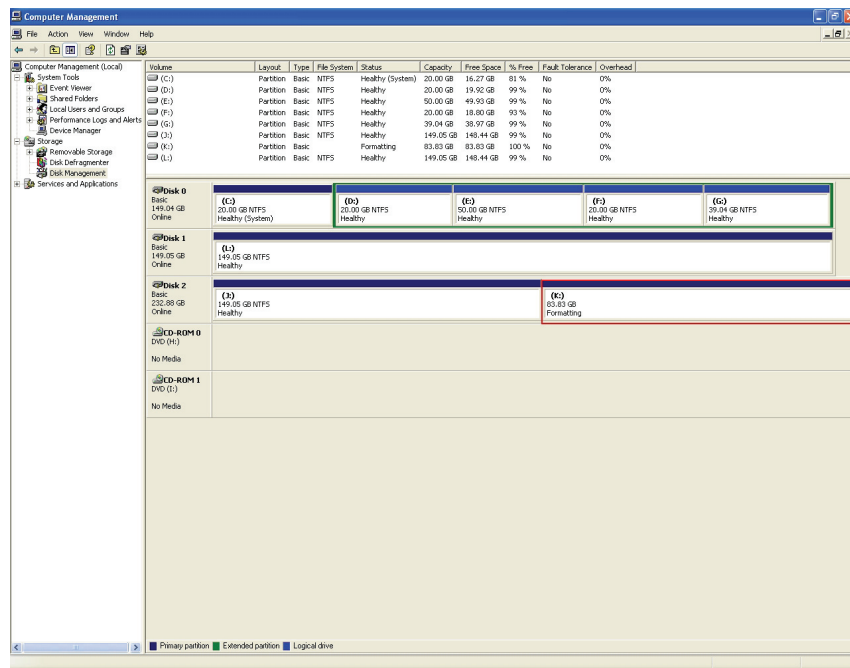 Computer Management
File Action View Window Help
Computer Management (Local)
System Tools
Event Viewer
Shared Folders
Local Users and Groups
Performance Logs and Alerts
Device Manager
Storage
Removable Storage
Disk Defragmenter
Disk Management
Services and Applications
Volume Layout Type File System Status Capacity Free Space % Free Fault Tolerance Overhead
(C:) Partition Basic NTFS Healthy (System) 20.00 GB 16.27 GB 81 % No 0%
(D:) Partition Basic NTFS Healthy 20.00 GB 19.92 GB 99 % No 0%
(E:) Partition Basic NTFS Healthy 50.00 GB 49.93 GB 99 % No 0%
(F:) Partition Basic NTFS Healthy 20.00 GB 18.80 GB 93 % No 0%
(G:) Partition Basic NTFS Healthy 39.04 GB 38.97 GB 99 % No 0%
(J:) Partition Basic NTFS Healthy 149.05 GB 148.44 GB 99 % No 0%
(K:) Partition Basic Formatting 83.83 GB 83.83 GB 100 % No 0%
(L:) Partition Basic NTFS Healthy 149.05 GB 148.44 GB 99 % No 0%
Disk 0
Basic
149.04 GB
Online
(C:)
20.00 GB NTFS
Healthy (System)
(D:)
20.00 GB NTFS
Healthy
(E:)
50.00 GB NTFS
Healthy
(F:)
20.00 GB NTFS
Healthy
(G:)
39.04 GB NTFS
Healthy
Disk 1
Basic
149.05 GB
Online
(L:)
149.05 GB NTFS
Healthy
Disk 2
Basic
232.88 GB
Online
(J:)
149.05 GB NTFS
Healthy
(K:)
83.83 GB
Formatting
CD-ROM 0
DVD (H:)
No Media
CD-ROM 1
DVD (I:)
No Media
Primary partition Extended partition Logical drive